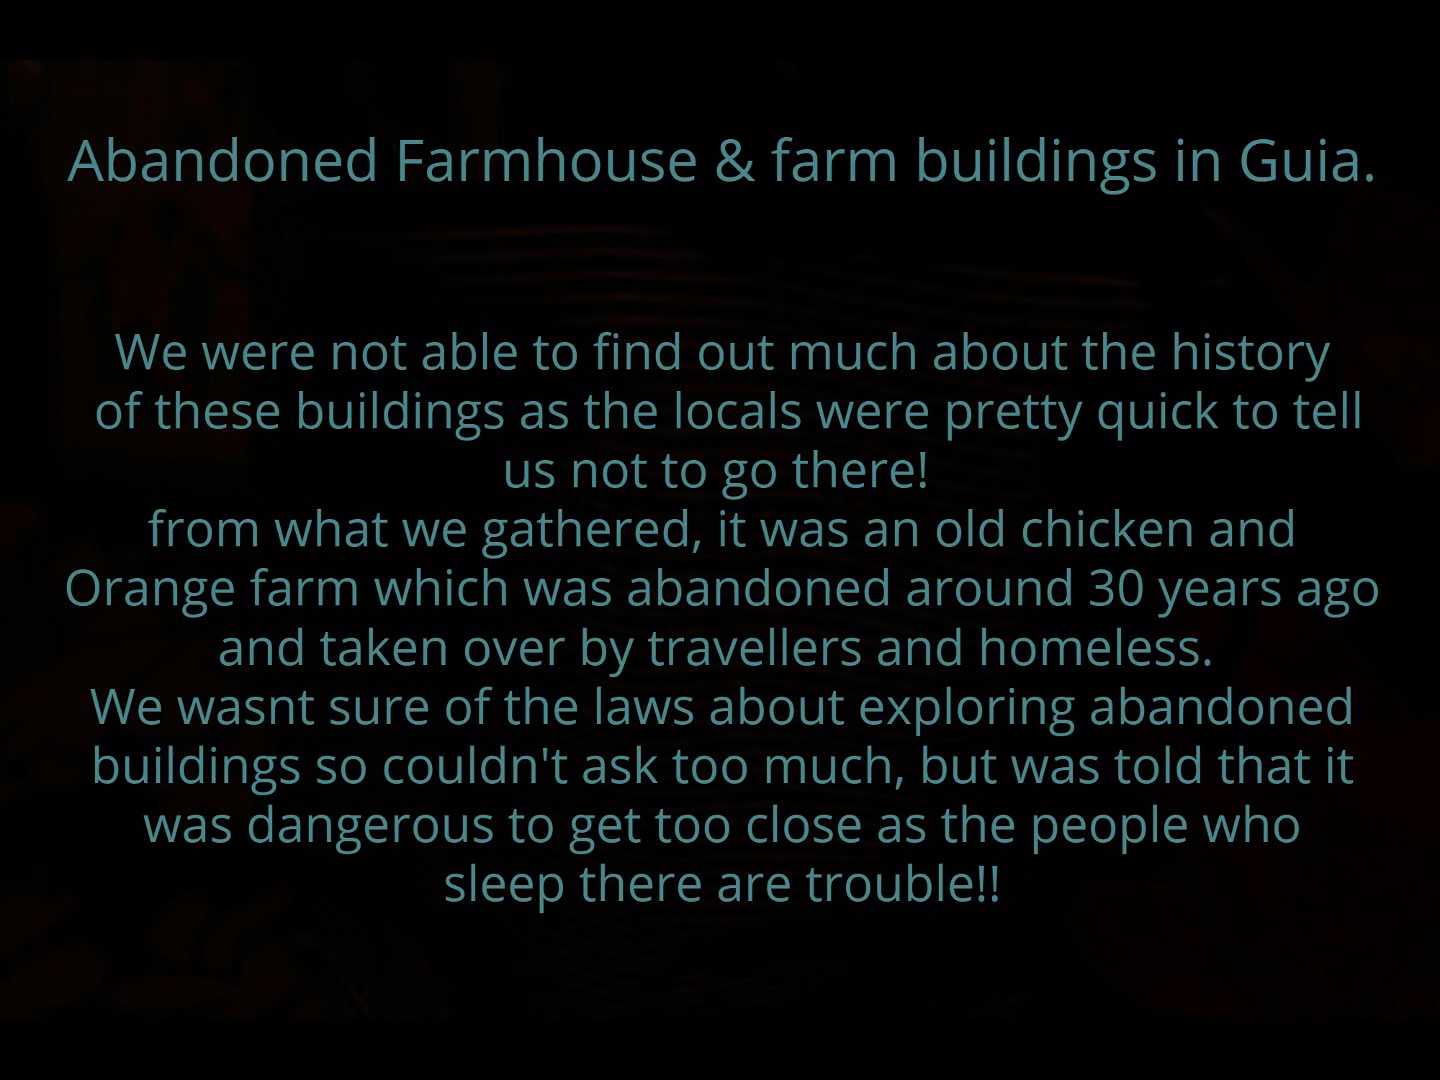 Abandoned Farmhouse & farm buildings in Guia.
We were not able to find out much about the history
of these buildings as the locals were pretty quick to tell
us not to go there!
from what we gathered, it was an old chicken and
Orange farm which was abandoned around 30 years ago
and taken over by travellers and homeless.
We wasnt sure of the laws about exploring abandoned
buildings so couldn't ask too much, but was told that it
was dangerous to get too close as the people who
sleep there are trouble!!